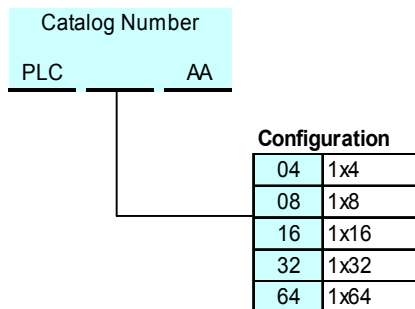 Catalog Number
PLC AA
Configuration
04 1x4
08 1x8
16 1x16
32 1x32
64 1x64